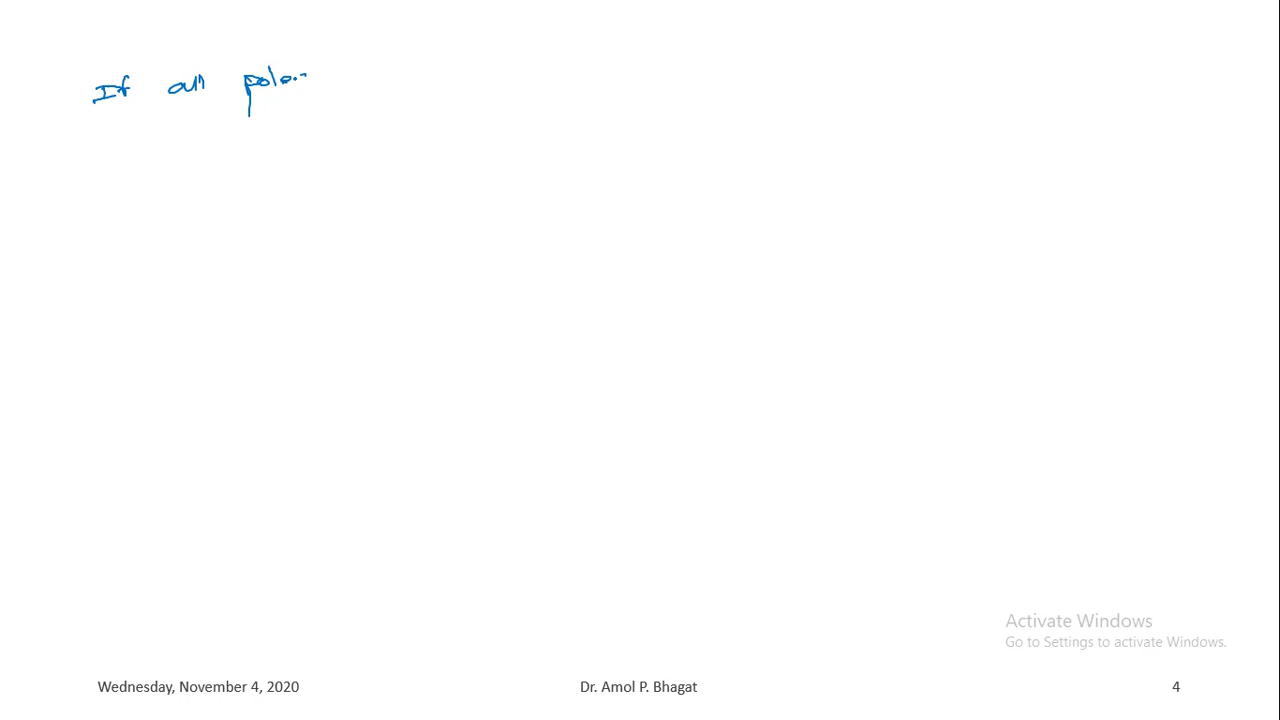 If all pole
Activate Windows
Go to Settings to activate Windows.
Wednesday, November 4, 2020
Dr. Amol P. Bhagat
4